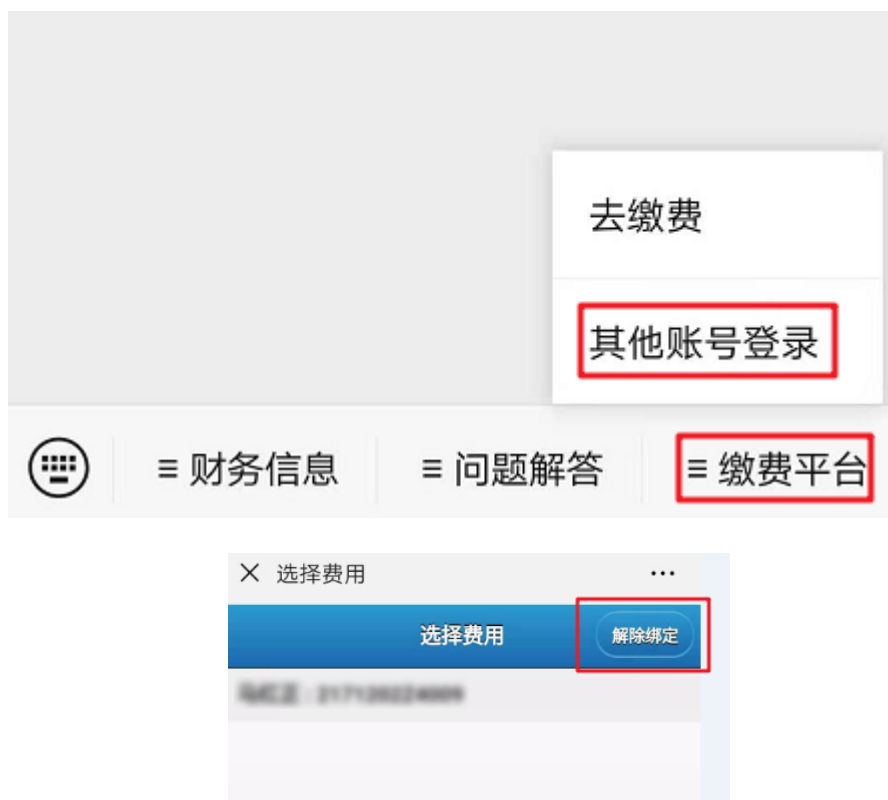 去缴费
其他账号登录
≡ 财务信息 ≡ 问题解答 ≡ 缴费平台
× 选择费用 ...
选择费用 解除绑定